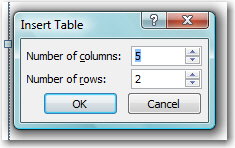 Insert Table
Number of columns: 5
Number of rows: 2
OK Cancel